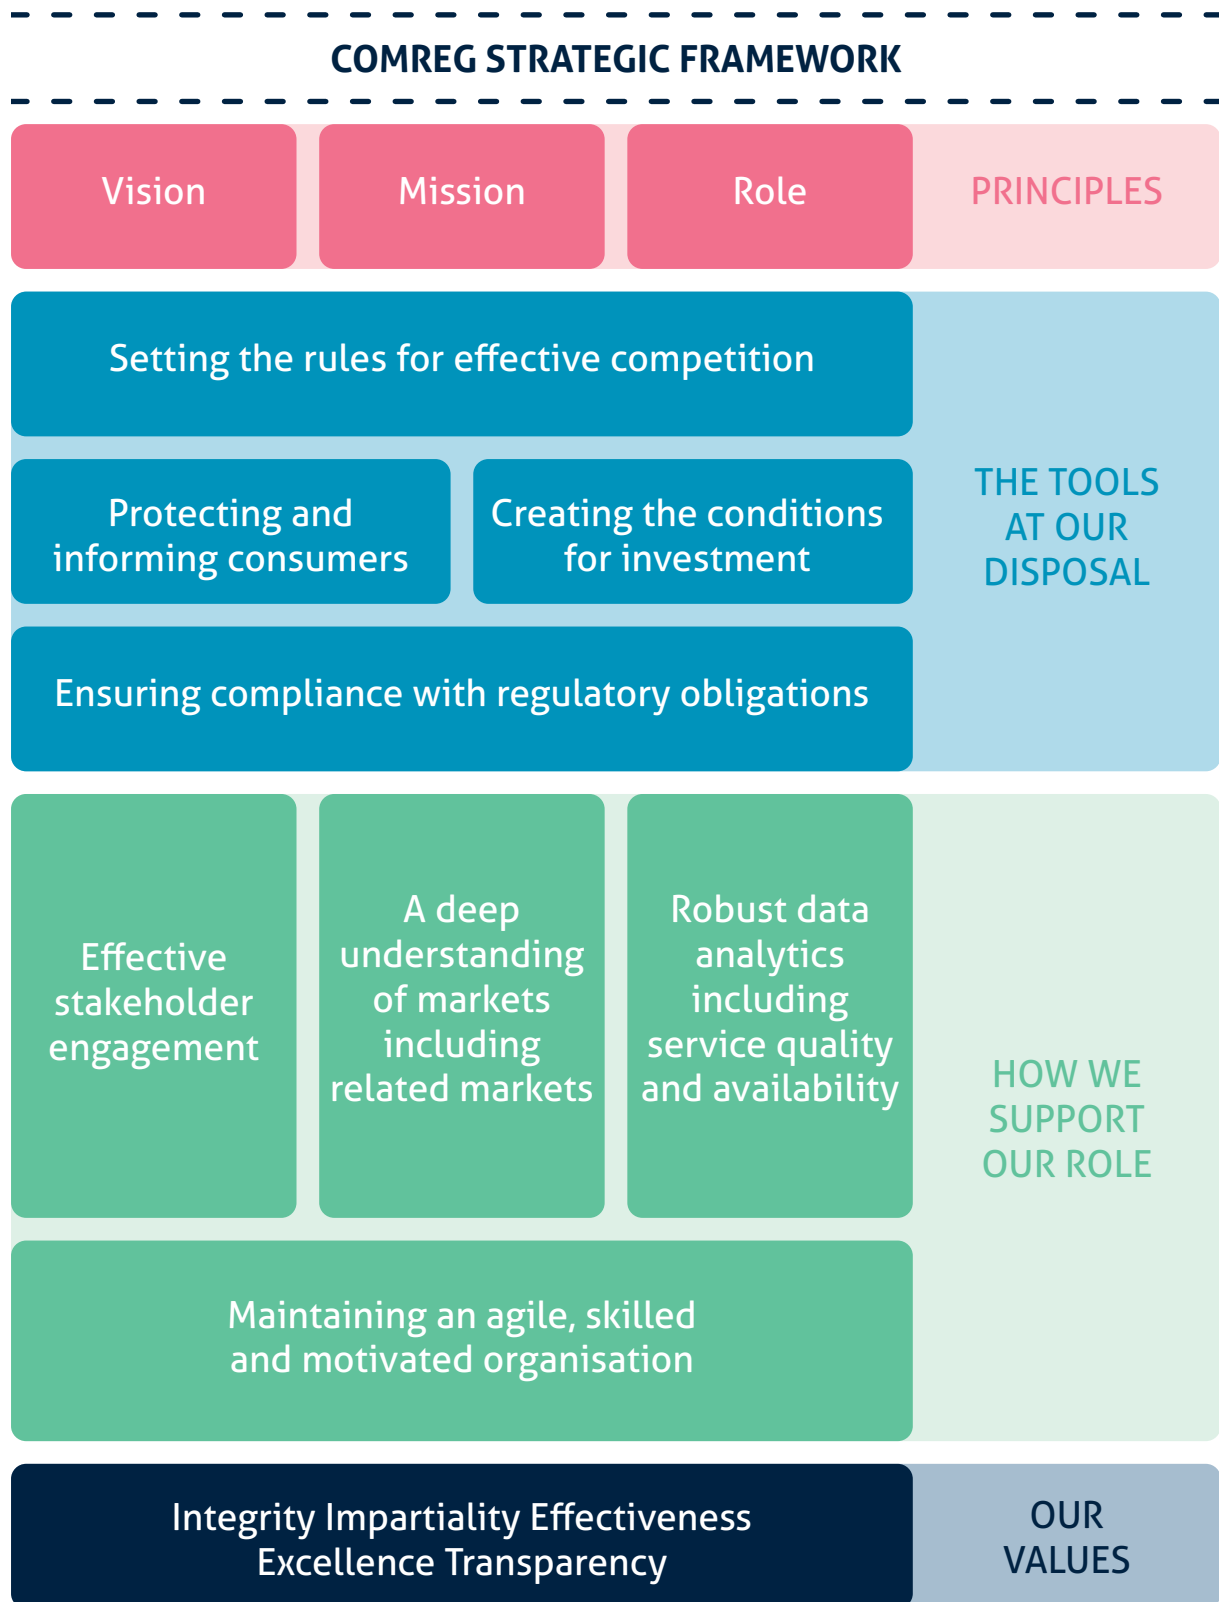 COMREG STRATEGIC FRAMEWORK
Vision
Mission
Role
PRINCIPLES
Setting the rules for effective competition
Protecting and
informing consumers
Creating the conditions
for investment
Ensuring compliance with regulatory obligations
THE TOOLS
AT OUR
DISPOSAL
Effective
stakeholder
engagement
A deep
understanding
of markets
including
related markets
Robust data
analytics
including
service quality
and availability
Maintaining an agile, skilled
and motivated organisation
HOW WE
SUPPORT
OUR ROLE
Integrity Impartiality Effectiveness
Excellence Transparency
OUR
VALUES